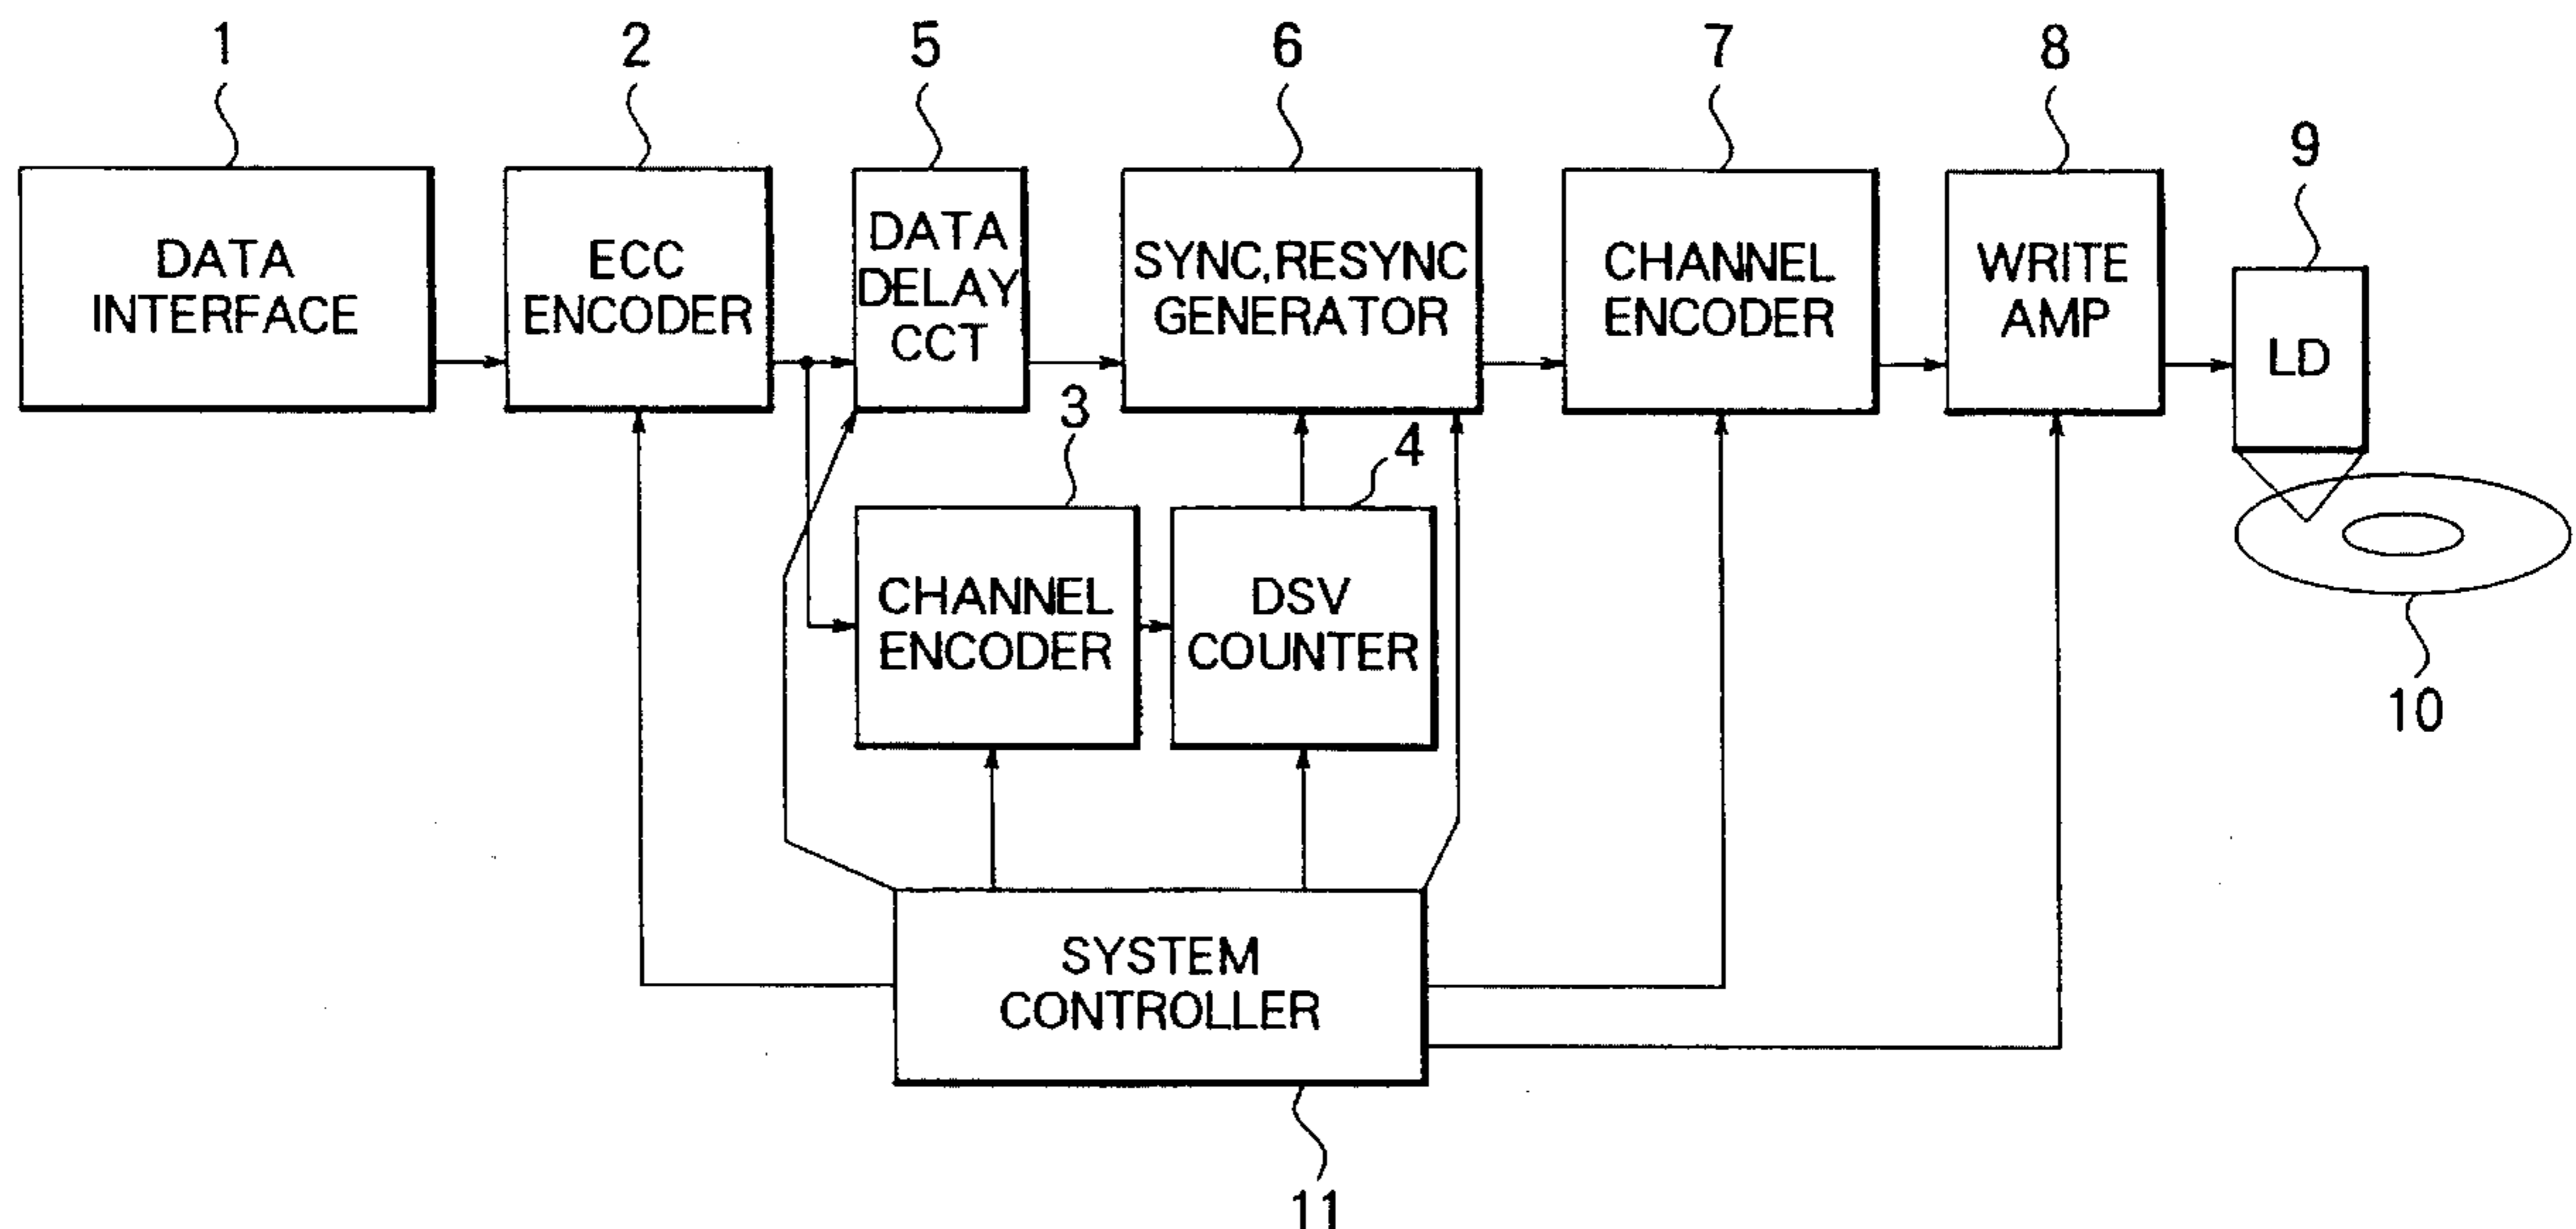 1
2
5
6
7
8
9
DATA
INTERFACE
ECC
ENCODER
DATA
DELAY
CCT
SYNC,RESYNC
GENERATOR
CHANNEL
ENCODER
WRITE
AMP
LD
3
4
CHANNEL
ENCODER
DSV
COUNTER
10
SYSTEM
CONTROLLER
11